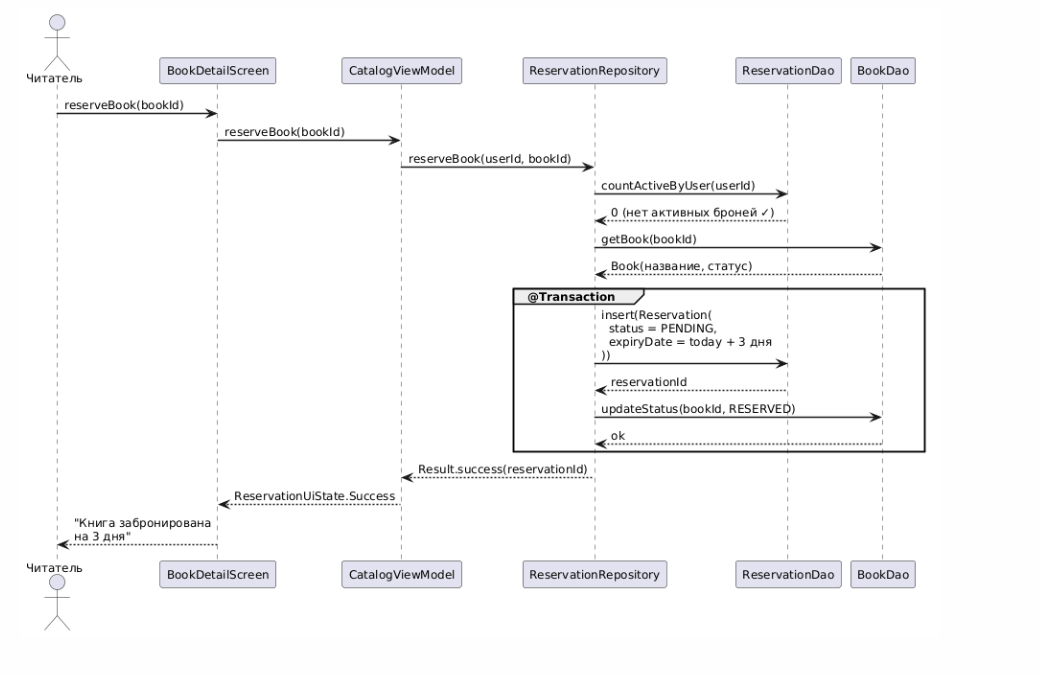 Читатель
BookDetailScreen
CatalogViewModel
ReservationRepository
ReservationDao
BookDao
reserveBook(bookId)
reserveBook(bookId)
reserveBook(userId, bookId)
countActiveByUser(userId)
0 (нет активных броней ✓)
getBook(bookId)
Book(название, статус)
@Transaction
insert(Reservation(
status = PENDING,
expiryDate = today + 3 дня
))
reservationId
updateStatus(bookId, RESERVED)
ok
Result.success(reservationId)
ReservationUiState.Success
"Книга забронирована
на 3 дня"
Читатель
BookDetailScreen
CatalogViewModel
ReservationRepository
ReservationDao
BookDao